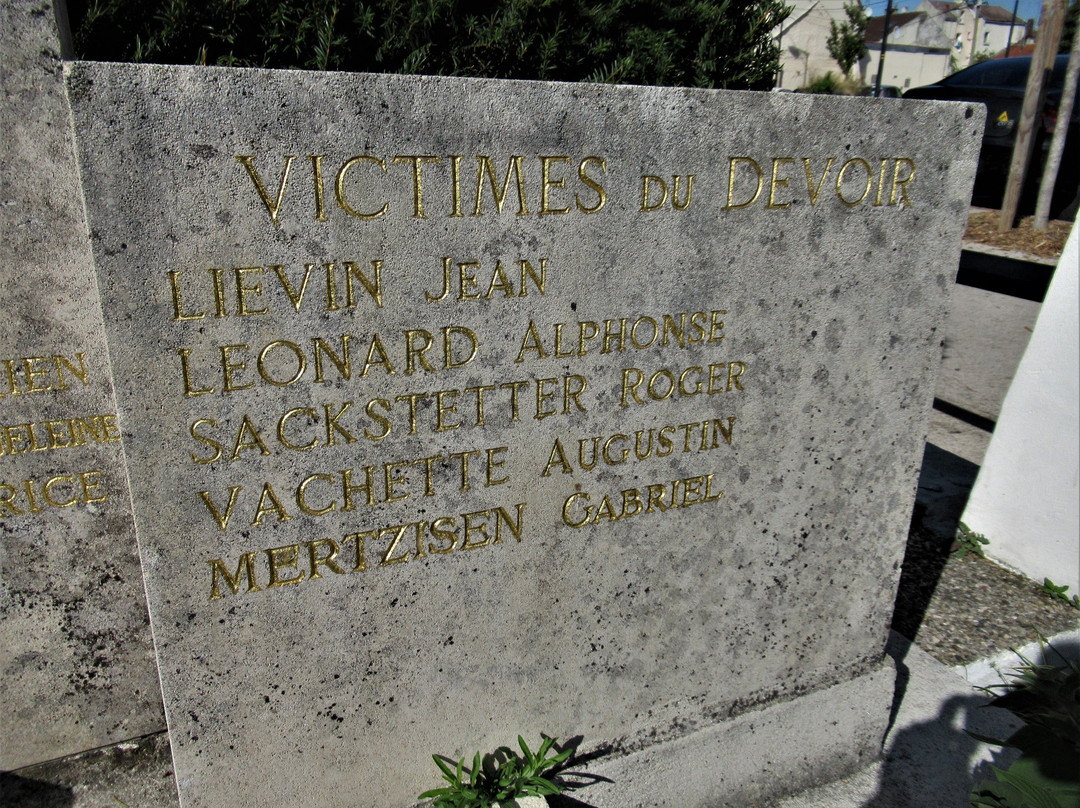 VICTIMES DU DEVOIR
LIEVIN JEAN
LEONARD ALPHONSE
SACKSTETTER ROGER
VACHETTE AUGUSTIN
MERTZISEN GABRIEL